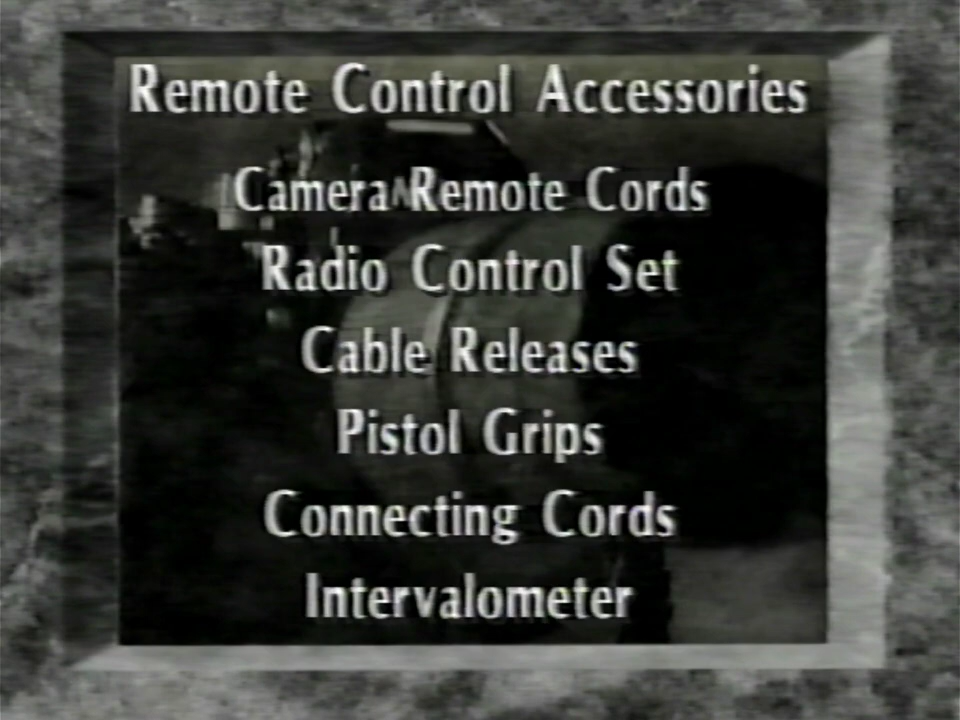 Remote Control Accessories
Camera Remote Cords
Radio Control Set
Cable Releases
Pistol Grips
Connecting Cords
Intervalometer